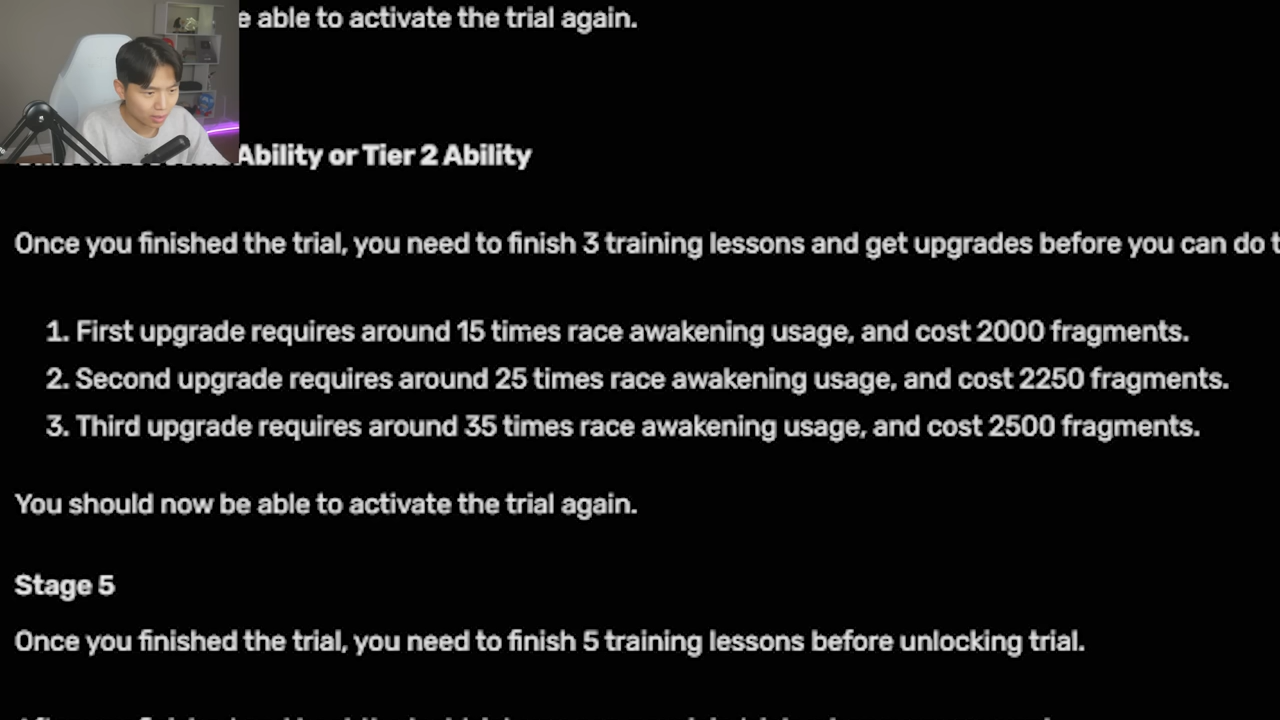 e able to activate the trial again.
Ability or Tier 2 Ability
Once you finished the trial, you need to finish 3 training lessons and get upgrades before you can do t
1. First upgrade requires around 15 times race awakening usage, and cost 2000 fragments.
2. Second upgrade requires around 25 times race awakening usage, and cost 2250 fragments.
3. Third upgrade requires around 35 times race awakening usage, and cost 2500 fragments.
You should now be able to activate the trial again.
Stage 5
Once you finished the trial, you need to finish 5 training lessons before unlocking trial.